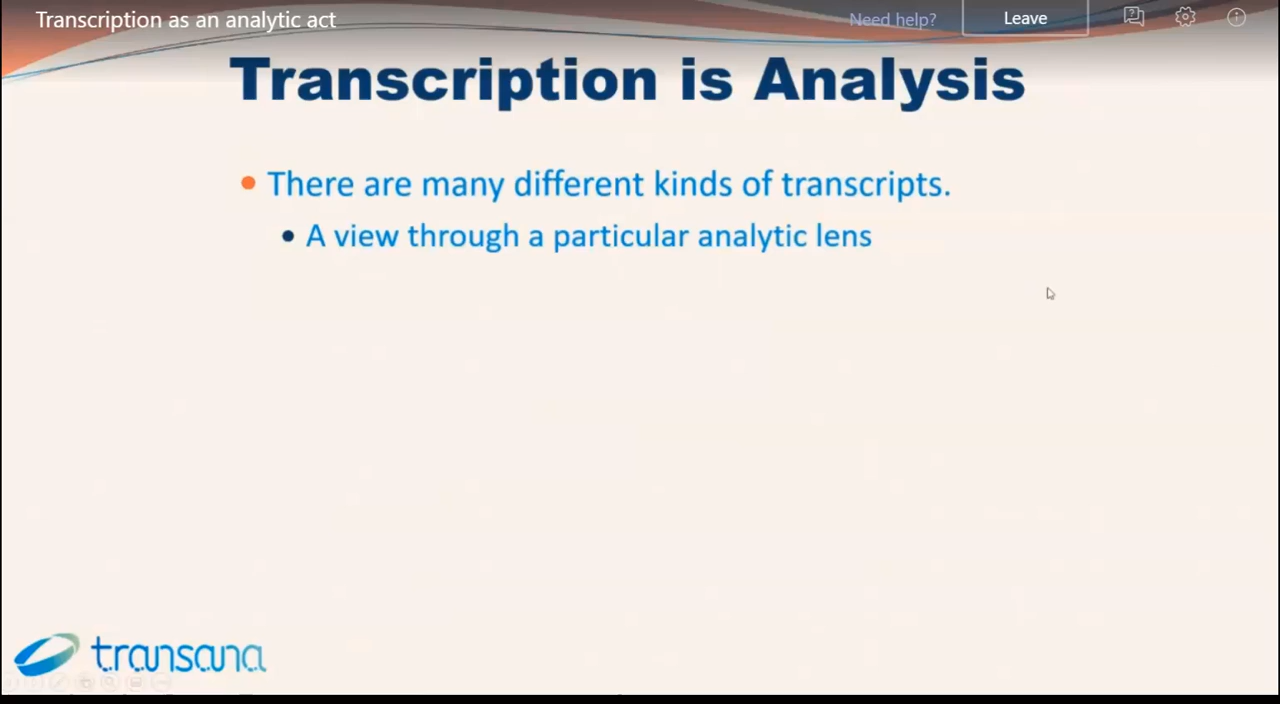 Transcription as an analytic act
Need help?
Leave
Transcription is Analysis
There are many different kinds of transcripts.
A view through a particular analytic lens
transana